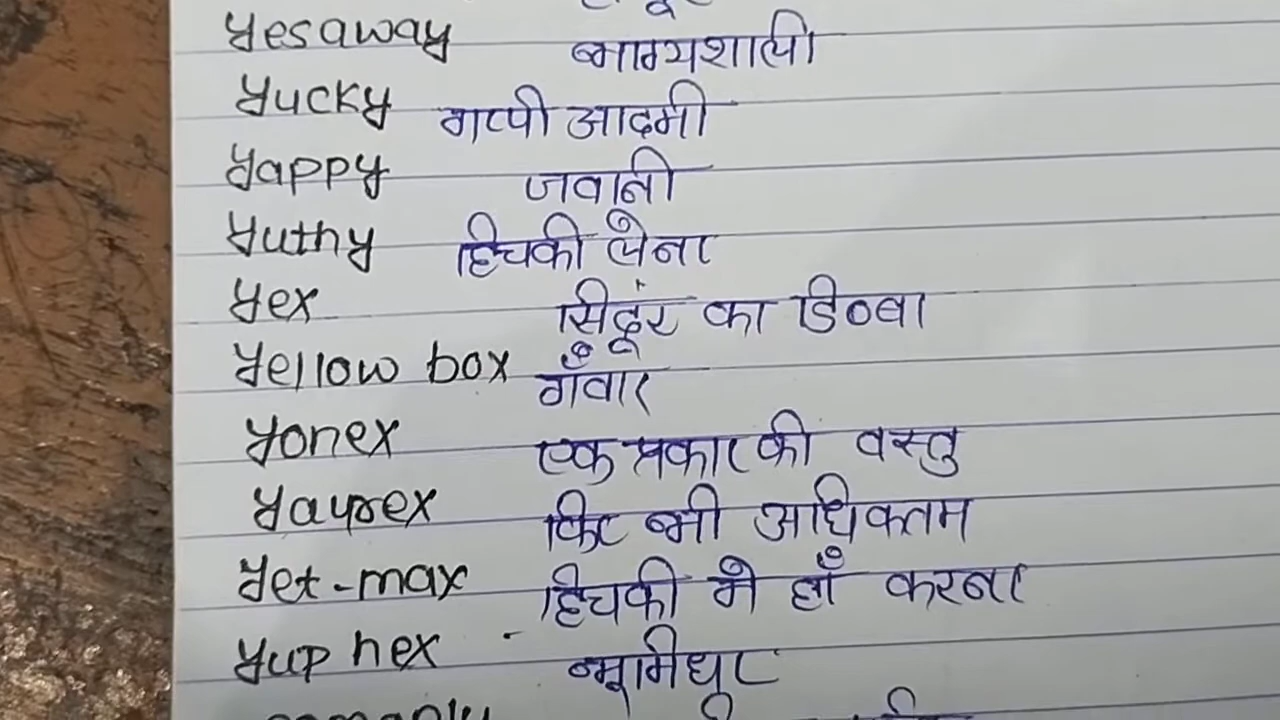 yesaway भाग्यशाली
yucky गप्पी आदमी
yappy जवानी
yuthy हिचकी लेना
yex सिंदूर का डिब्बा
yellow box गँवार
yonex एक प्रकार की वस्तु
yayrex फिर भी अधिकतम
yet-max हिचकी मे हाँ करना
yup hex